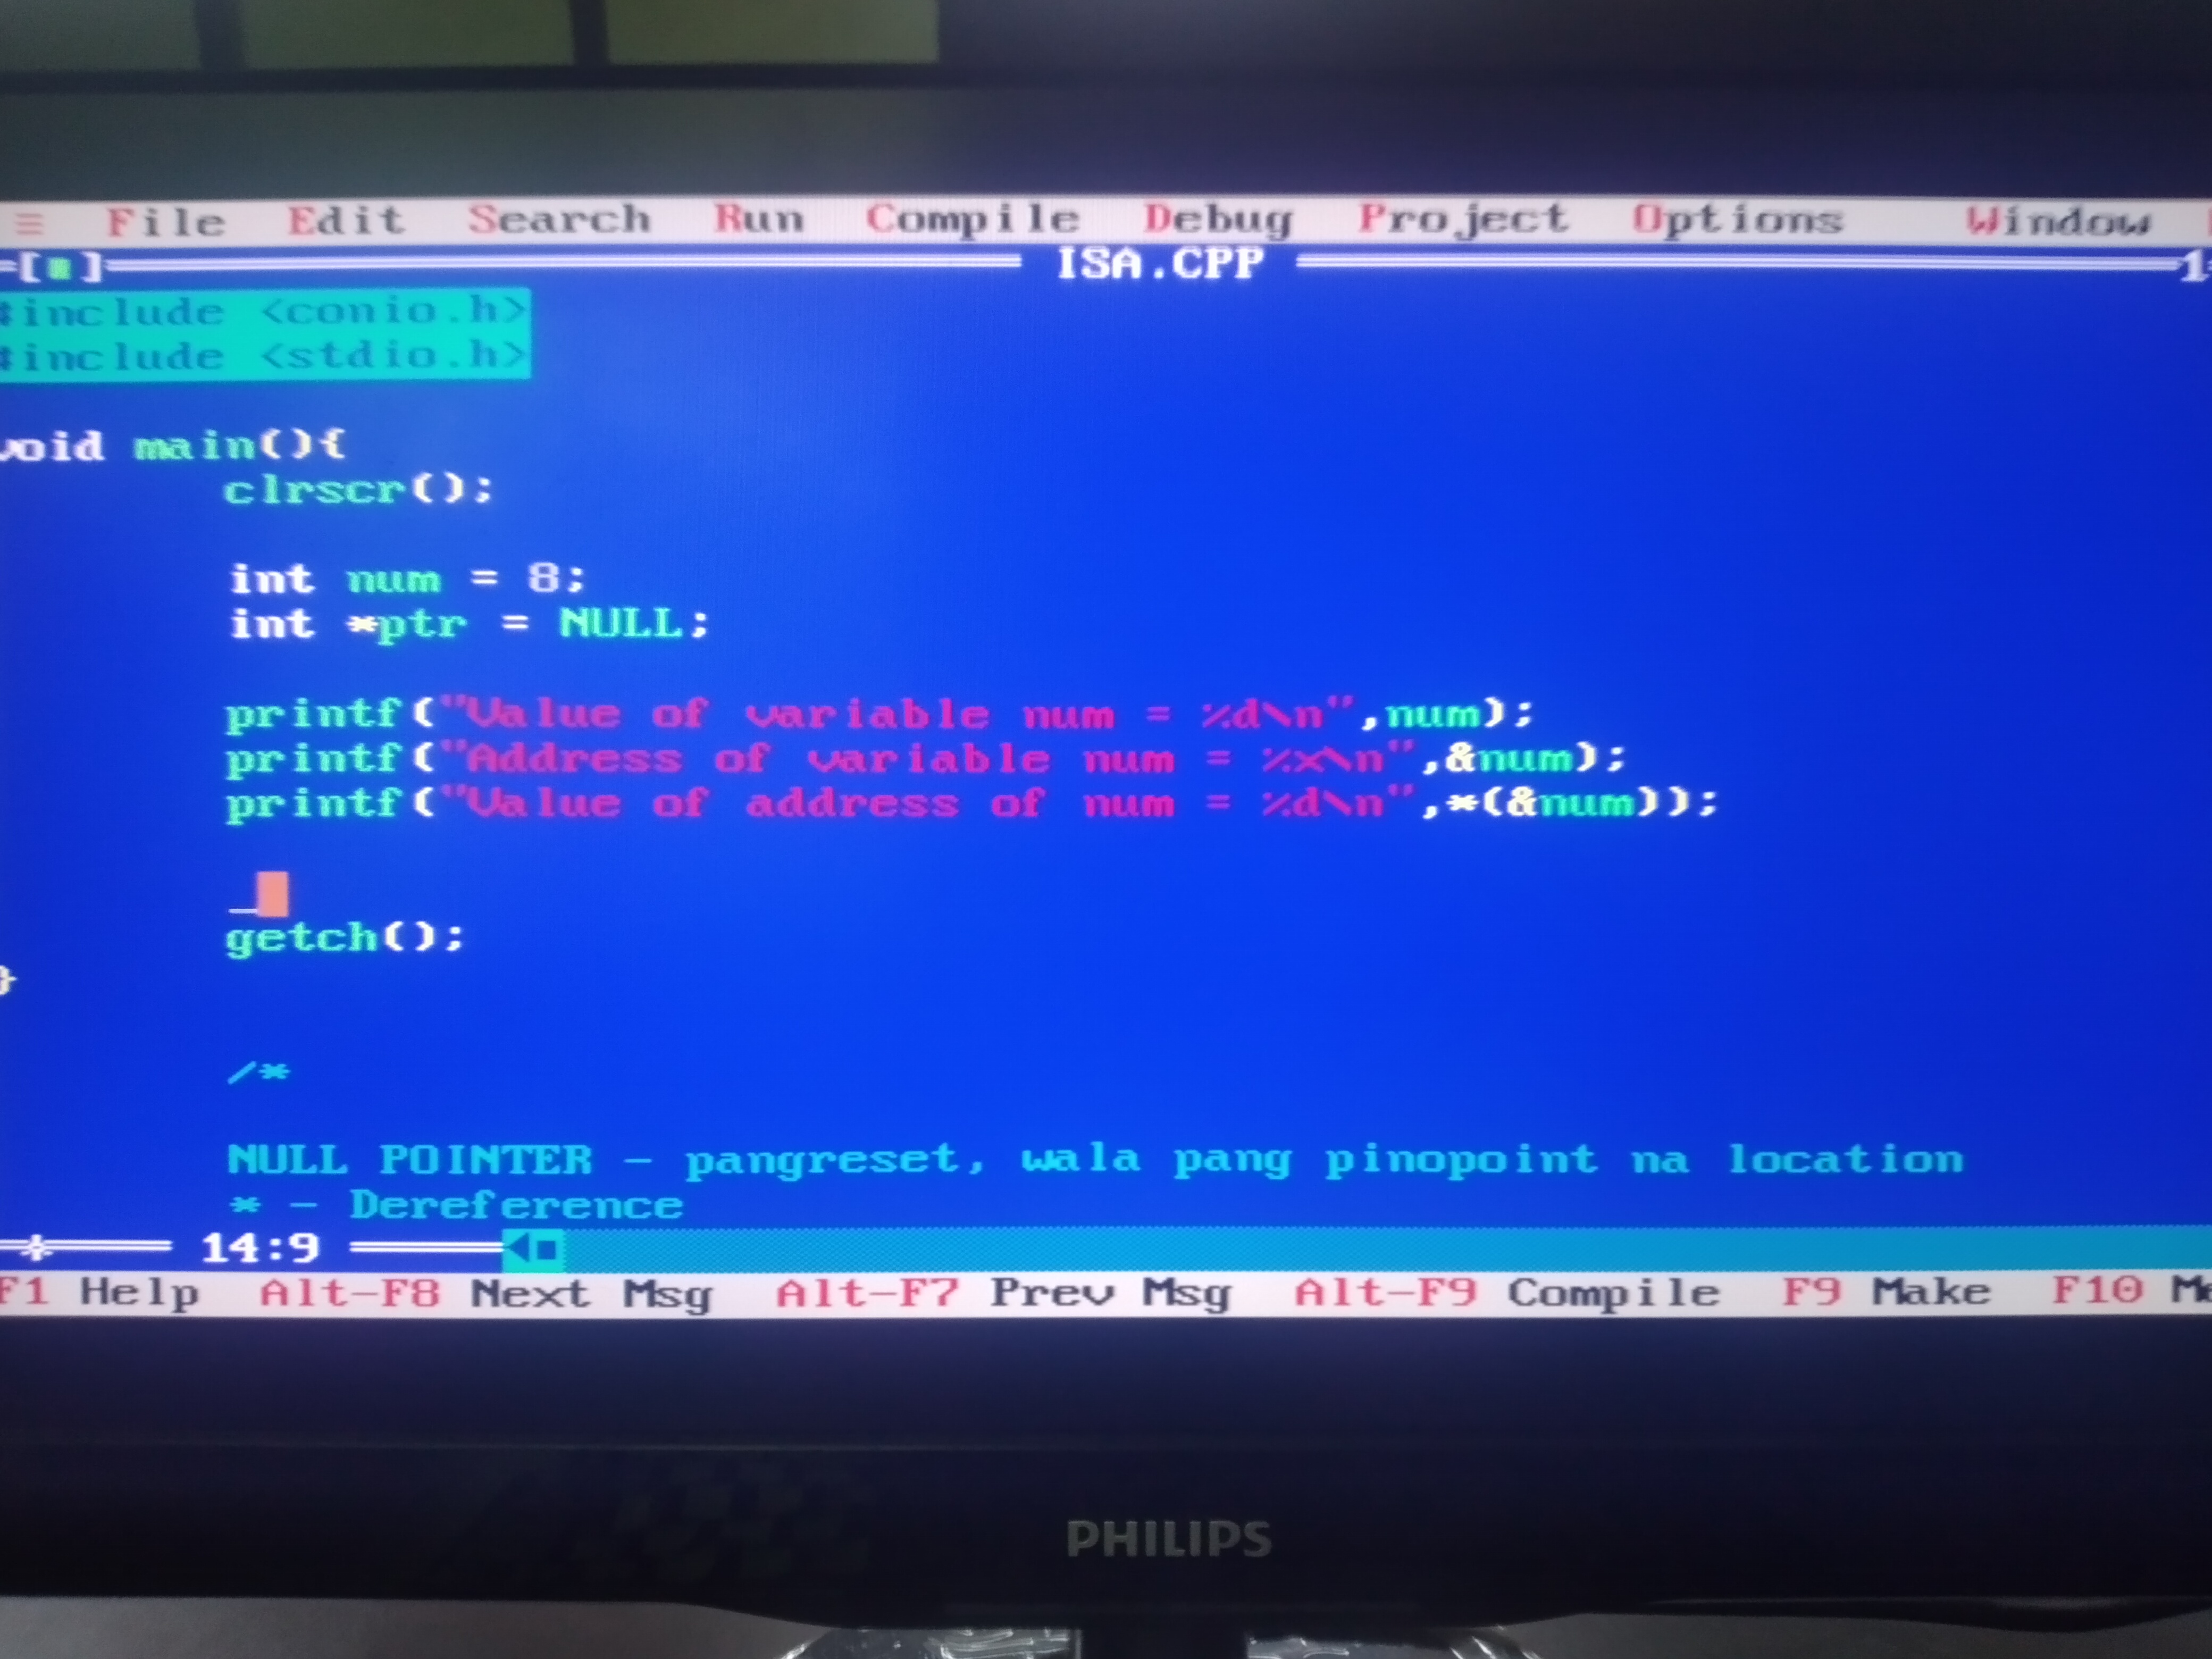 ≡ File Edit Search Run Compile Debug Project Options Window
[■] ISA.CPP 1
#include <conio.h>
#include <stdio.h>
void main(){
clrscr();
int num = 8;
int *ptr = NULL;
printf("Value of variable num = %d\n",num);
printf("Address of variable num = %x\n",&num);
printf("Value of address of num = %d\n",*(&num));
getch();
}
/*
NULL POINTER - pangreset, wala pang pinopoint na location
* - Dereference
14:9
F1 Help Alt-F8 Next Msg Alt-F7 Prev Msg Alt-F9 Compile F9 Make F10
PHILIPS